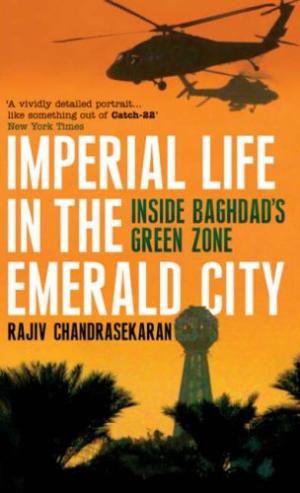 'A vividly detailed portrait...
like something out of Catch-22'
New York Times
IMPERIAL LIFE
IN THE INSIDE BAGHDAD'S
GREEN ZONE
EMERALD CITY
RAJIV CHANDRASEKARAN